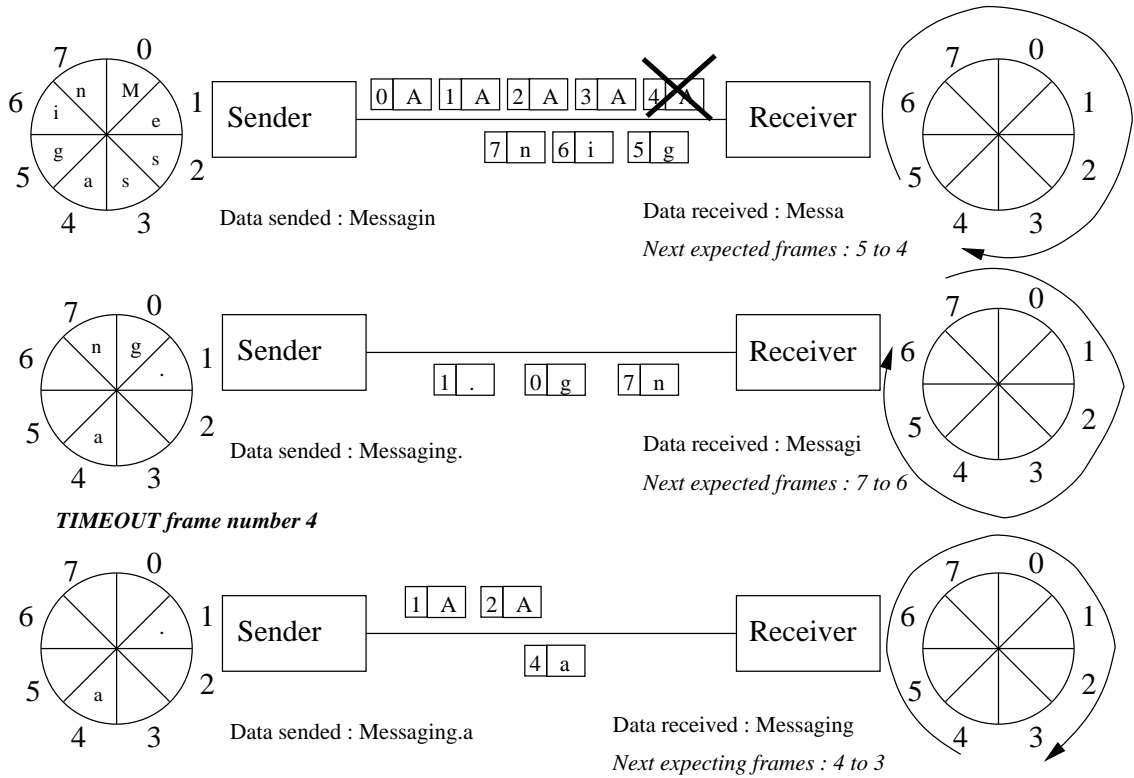 7 0
6 n M 1
i e
g s
5 a s 2
4 3
Sender
0 A 1 A 2 A 3 A 4 A
7 n 6 i 5 g
Receiver
7 0
6 1
5 2
4 3
Data sended : Messagin
Data received : Messa
Next expected frames : 5 to 4
7 0
6 n g 1
.
5 a 2
4 3
Sender
1 . 0 g 7 n
Receiver
7 0
6 1
5 2
4 3
Data sended : Messaging.
Data received : Messagi
Next expected frames : 7 to 6
TIMEOUT frame number 4
7 0
6 . 1
5 a 2
4 3
Sender
1 A 2 A
4 a
Receiver
7 0
6 1
5 2
4 3
Data sended : Messaging.a
Data received : Messaging
Next expecting frames : 4 to 3